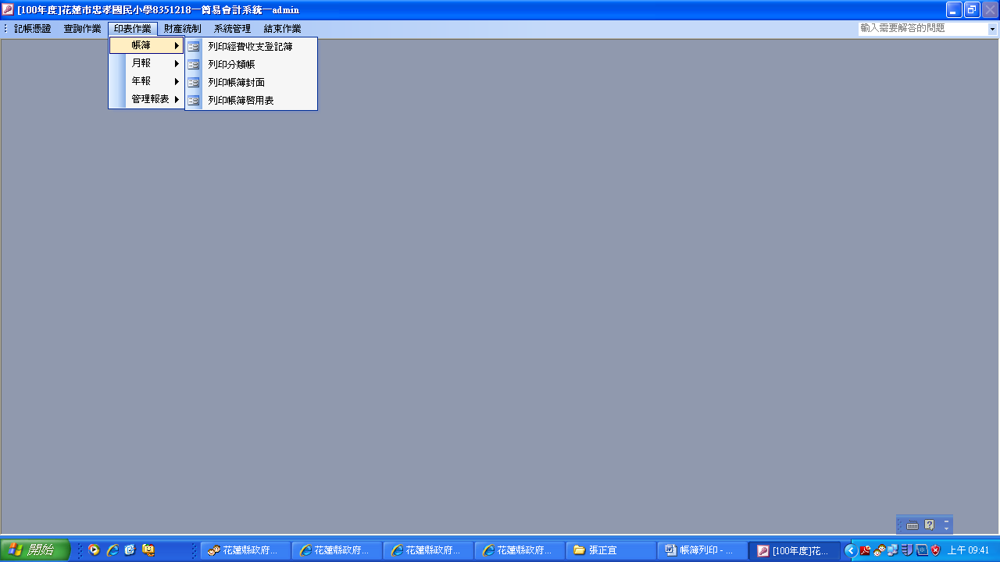 [100年度]花蓮市忠孝國民小學8351218—簡易會計系統—admin
記帳憑證 查詢作業 印表作業 財產統制 系統管理 結束作業 輸入需要解答的問題
帳簿
月報
年報
管理報表
列印經費收支登記簿
列印分類帳
列印帳簿封面
列印帳簿啓用表
開始 花蓮縣政府... 花蓮縣政府... 花蓮縣政府... 花蓮縣政府... 張正宜 帳簿列印 - ... [100年度]花... 上午 09:41